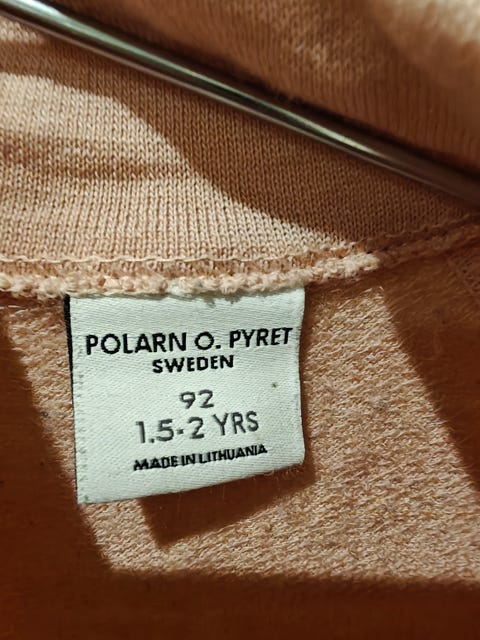 POLARN O. PYRET
SWEDEN
92
1.5-2 YRS
MADE IN LITHUANIA